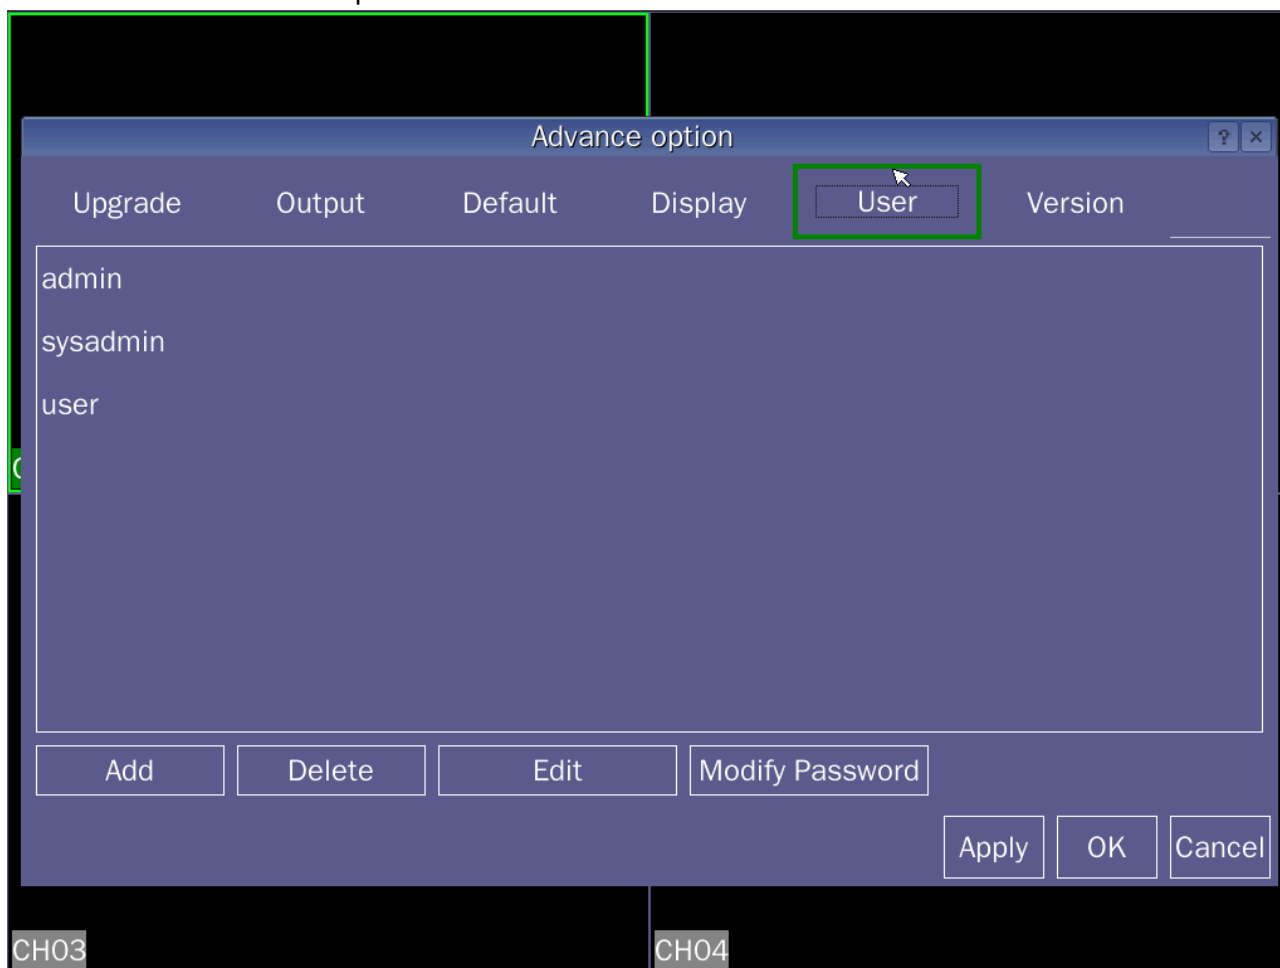 Advance option
Upgrade Output Default Display User Version
admin
sysadmin
user
Add Delete Edit Modify Password
Apply OK Cancel
CH03 CH04